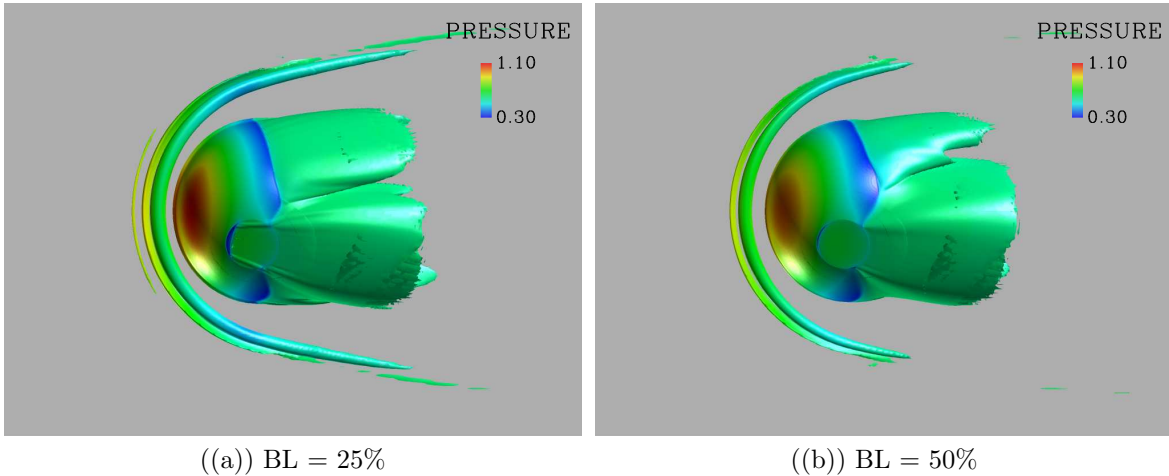 PRESSURE
1.10
0.30
PRESSURE
1.10
0.30
((a)) BL = 25%
((b)) BL = 50%